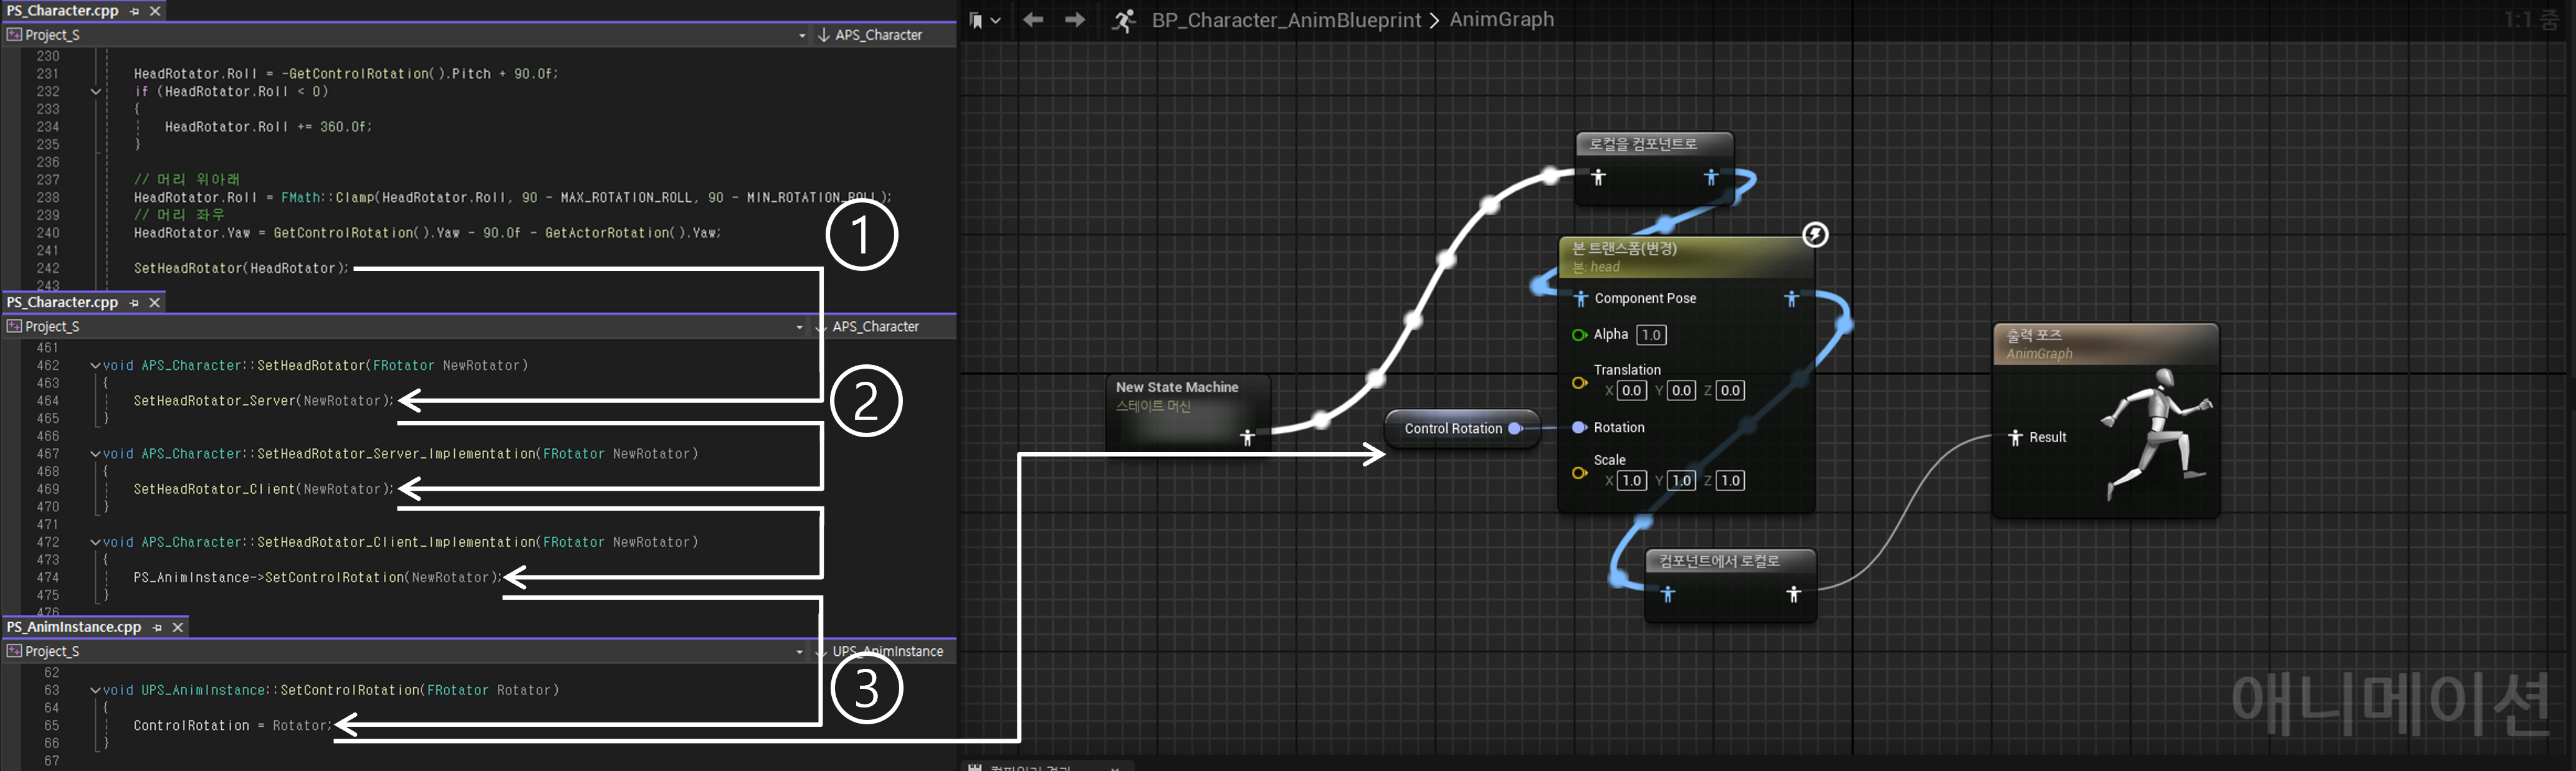 PS_Character.cpp
Project_S
APS_Character
230
231 HeadRotator.Roll = -GetControlRotation().Pitch + 90.0f;
232 if (HeadRotator.Roll < 0)
233 {
234 HeadRotator.Roll += 360.0f;
235 }
236
237 // 머리 위아래
238 HeadRotator.Roll = FMath::Clamp(HeadRotator.Roll, 90 - MAX_ROTATION_ROLL, 90 - MIN_ROTATION_ROLL);
239 // 머리 좌우
240 HeadRotator.Yaw = GetControlRotation().Yaw - 90.0f - GetActorRotation().Yaw;
241
242 SetHeadRotator(HeadRotator);
243
1
PS_Character.cpp
Project_S
APS_Character
461
462 void APS_Character::SetHeadRotator(FRotator NewRotator)
463 {
464 SetHeadRotator_Server(NewRotator);
465 }
466
467 void APS_Character::SetHeadRotator_Server_Implementation(FRotator NewRotator)
468 {
469 SetHeadRotator_Client(NewRotator);
470 }
471
472 void APS_Character::SetHeadRotator_Client_Implementation(FRotator NewRotator)
473 {
474 PS_AnimInstance->SetControlRotation(NewRotator);
475 }
476
2
PS_AnimInstance.cpp
Project_S
UPS_AnimInstance
62
63 void UPS_AnimInstance::SetControlRotation(FRotator Rotator)
64 {
65 ControlRotation = Rotator;
66 }
67
3
BP_Character_AnimBlueprint > AnimGraph
1:1 줌
로컬을 컴포넌트로
본 트랜스폼(변경)
본: head
Component Pose
Alpha 1.0
Translation
X 0.0 Y 0.0 Z 0.0
Rotation
Scale
X 1.0 Y 1.0 Z 1.0
New State Machine
스테이트 머신
Control Rotation
컴포넌트에서 로컬로
출력 포즈
AnimGraph
Result
애니메이션